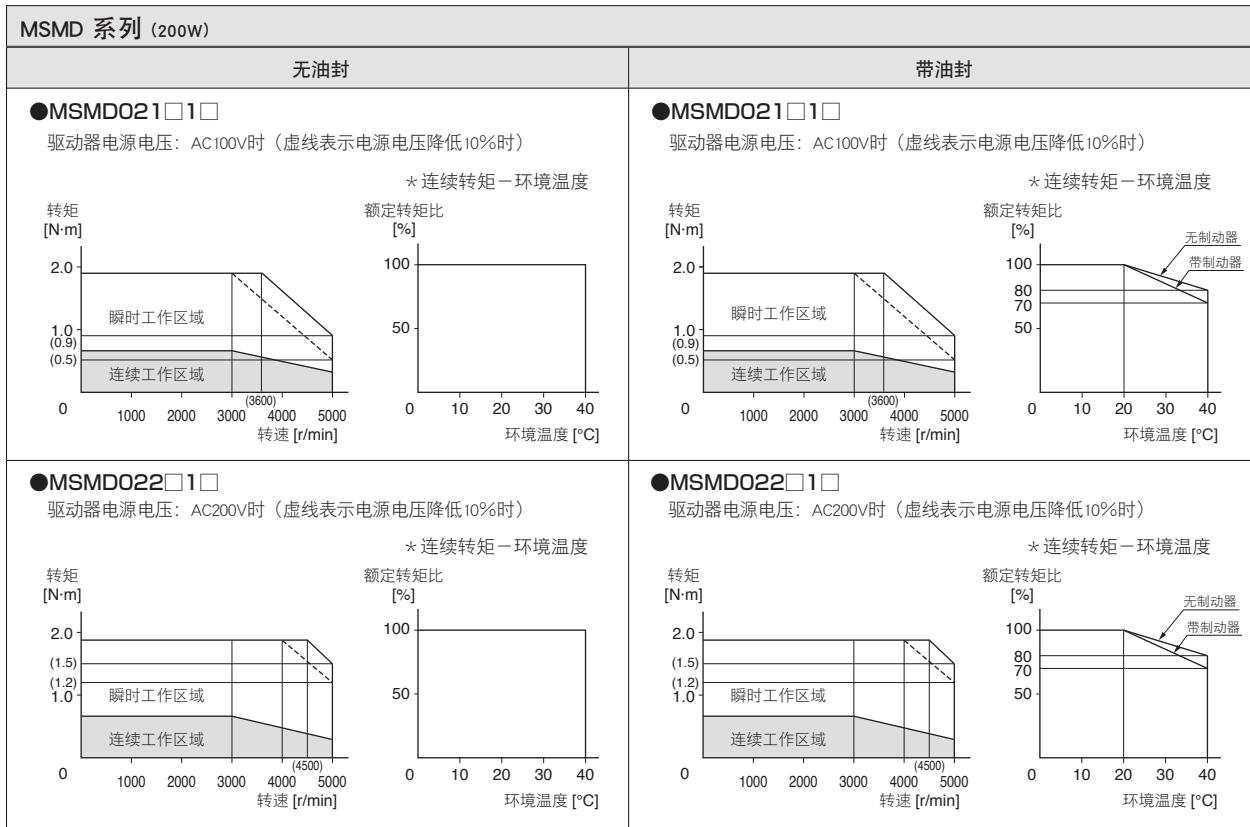 MSMD 系列 (200W)
无油封
带油封
●MSMD021□1□
驱动器电源电压：AC100V时（虚线表示电源电压降低10%时）
＊连续转矩－环境温度
转矩
[N·m]
2.0
1.0
(0.9)
(0.5)
0
瞬时工作区域
连续工作区域
(3600)
1000 2000 3000 4000 5000
转速 [r/min]
额定转矩比
[%]
100
50
0 10 20 30 40
环境温度 [°C]
●MSMD021□1□
驱动器电源电压：AC100V时（虚线表示电源电压降低10%时）
＊连续转矩－环境温度
转矩
[N·m]
2.0
1.0
(0.9)
(0.5)
0
瞬时工作区域
连续工作区域
(3600)
1000 2000 3000 4000 5000
转速 [r/min]
额定转矩比
[%]
无制动器
带制动器
100
80
70
50
0 10 20 30 40
环境温度 [°C]
●MSMD022□1□
驱动器电源电压：AC200V时（虚线表示电源电压降低10%时）
＊连续转矩－环境温度
转矩
[N·m]
2.0
(1.5)
(1.2)
1.0
0
瞬时工作区域
连续工作区域
(4500)
1000 2000 3000 4000 5000
转速 [r/min]
额定转矩比
[%]
100
50
0 10 20 30 40
环境温度 [°C]
●MSMD022□1□
驱动器电源电压：AC200V时（虚线表示电源电压降低10%时）
＊连续转矩－环境温度
转矩
[N·m]
2.0
(1.5)
(1.2)
1.0
0
瞬时工作区域
连续工作区域
(4500)
1000 2000 3000 4000 5000
转速 [r/min]
额定转矩比
[%]
无制动器
带制动器
100
80
70
50
0 10 20 30 40
环境温度 [°C]